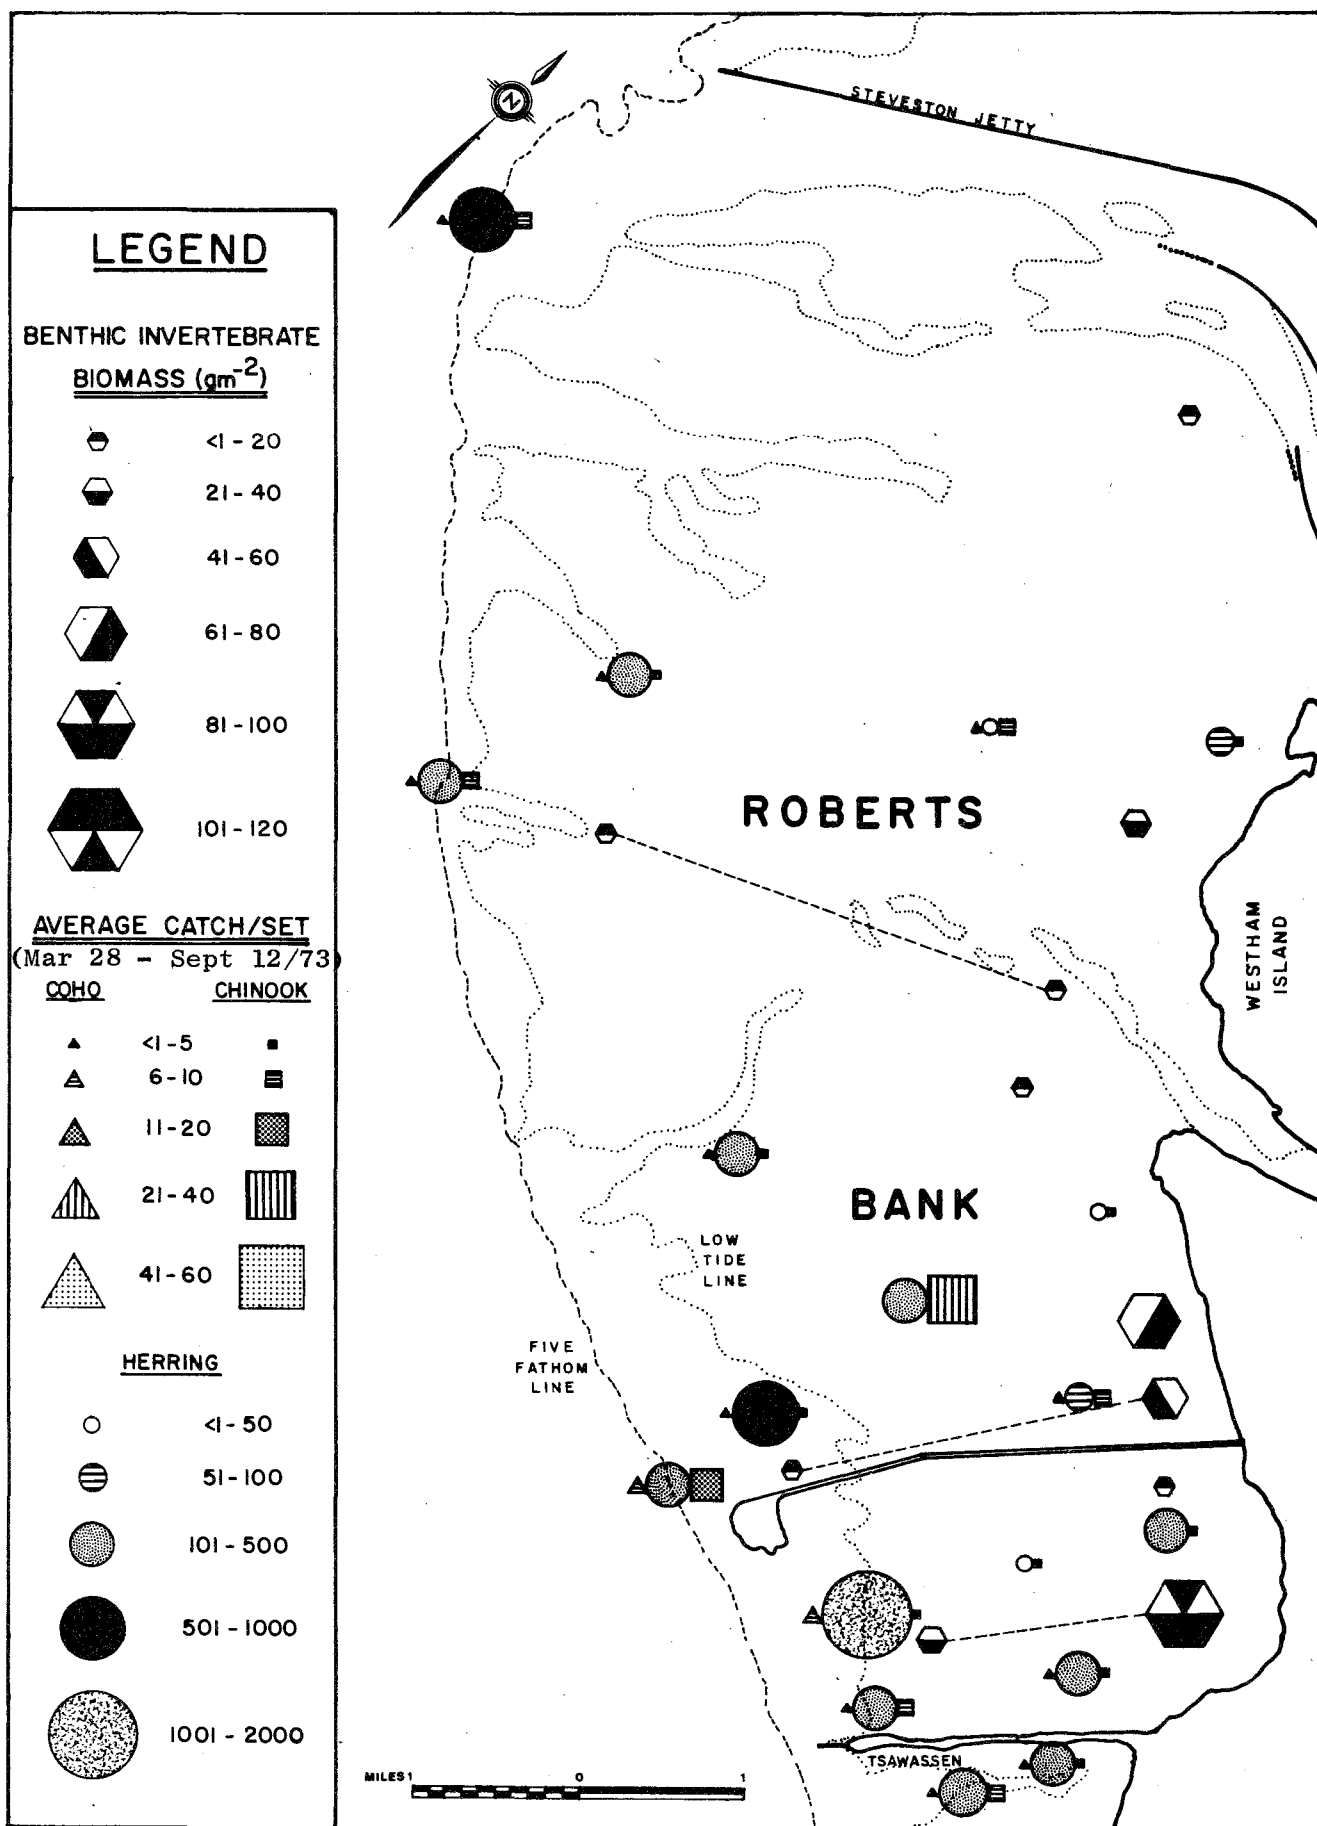 STEVESTON JETTY
N
LEGEND
BENTHIC INVERTEBRATE
BIOMASS (gm-2)
<1 - 20
21 - 40
41 - 60
61 - 80
81 - 100
101 - 120
AVERAGE CATCH/SET
(Mar 28 - Sept 12/73)
COHO CHINOOK
<1 - 5
6 - 10
11 - 20
21 - 40
41 - 60
HERRING
<1 - 50
51 - 100
101 - 500
501 - 1000
1001 - 2000
ROBERTS
BANK
WESTHAM
ISLAND
LOW
TIDE
LINE
FIVE
FATHOM
LINE
TSAWASSEN
MILES 1 0 1